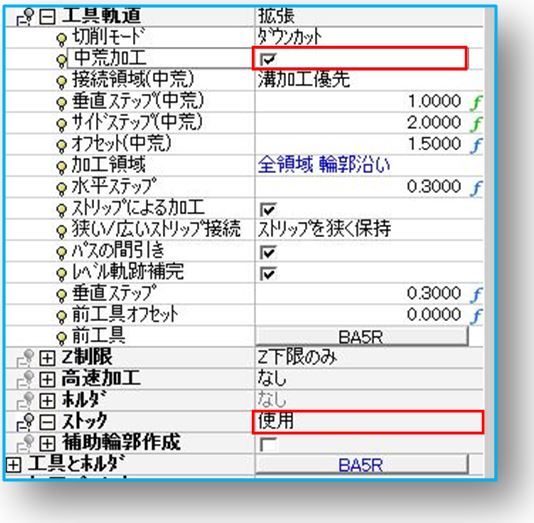 工具軌道 拡張
切削ﾓｰﾄﾞ ﾀﾞｳﾝｶｯﾄ
中荒加工
接続領域(中荒) 溝加工優先
垂直ｽﾃｯﾌﾟ(中荒) 1.0000 f
ｻｲﾄﾞｽﾃｯﾌﾟ(中荒) 2.0000 f
ｵﾌｾｯﾄ(中荒) 1.5000 f
加工領域 全領域 輪郭沿い
水平ｽﾃｯﾌﾟ 0.3000 f
ｽﾄﾘｯﾌﾟによる加工
狭い/広いｽﾄﾘｯﾌﾟ接続 ｽﾄﾘｯﾌﾟを狭く保持
ﾊﾟｽの間引き
ﾚﾍﾞﾙ軌跡補完
垂直ｽﾃｯﾌﾟ 0.3000 f
前工具ｵﾌｾｯﾄ 0.0000 f
前工具 BA5R
Z制限 Z下限のみ
高速加工 なし
ﾎﾙﾀﾞ なし
ｽﾄｯｸ 使用
補助輪郭作成
工具とﾎﾙﾀﾞ BA5R